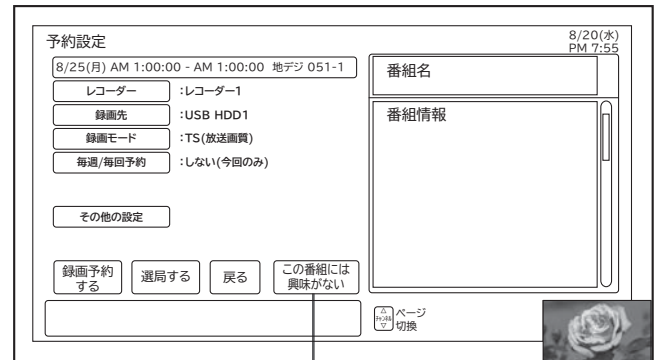 予約設定
8/20(水)
PM 7:55
8/25(月) AM 1:00:00 - AM 1:00:00 地デジ 051-1
レコーダー :レコーダー1
録画先 :USB HDD1
録画モード :TS(放送画質)
毎週/毎回予約 :しない(今回のみ)
その他の設定
録画予約
する
選局する
戻る
この番組には
興味がない
番組名
番組情報
△
チャンネル
▽
ページ
切換